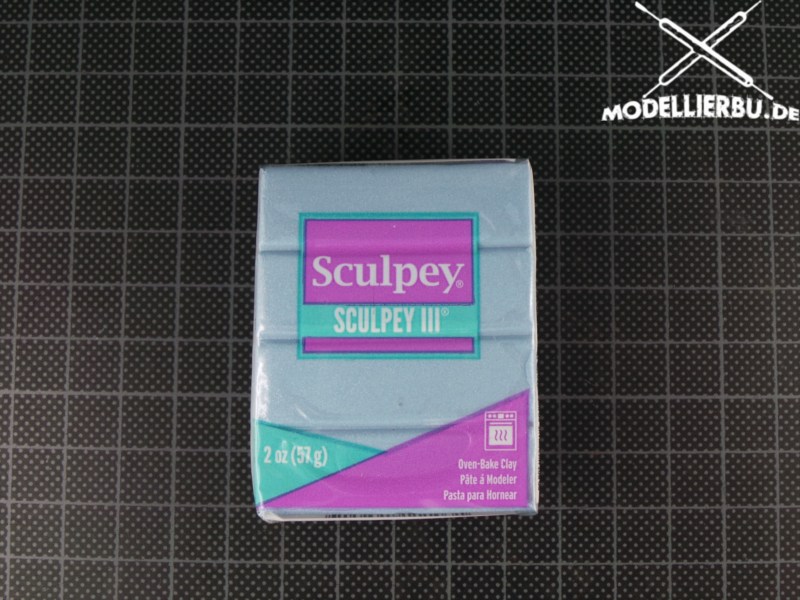 MODELLIERBU.DE
Sculpey®
SCULPEY III®
2 oz (57 g)
Oven-Bake Clay
Pâte á Modeler
Pasta para Hornear